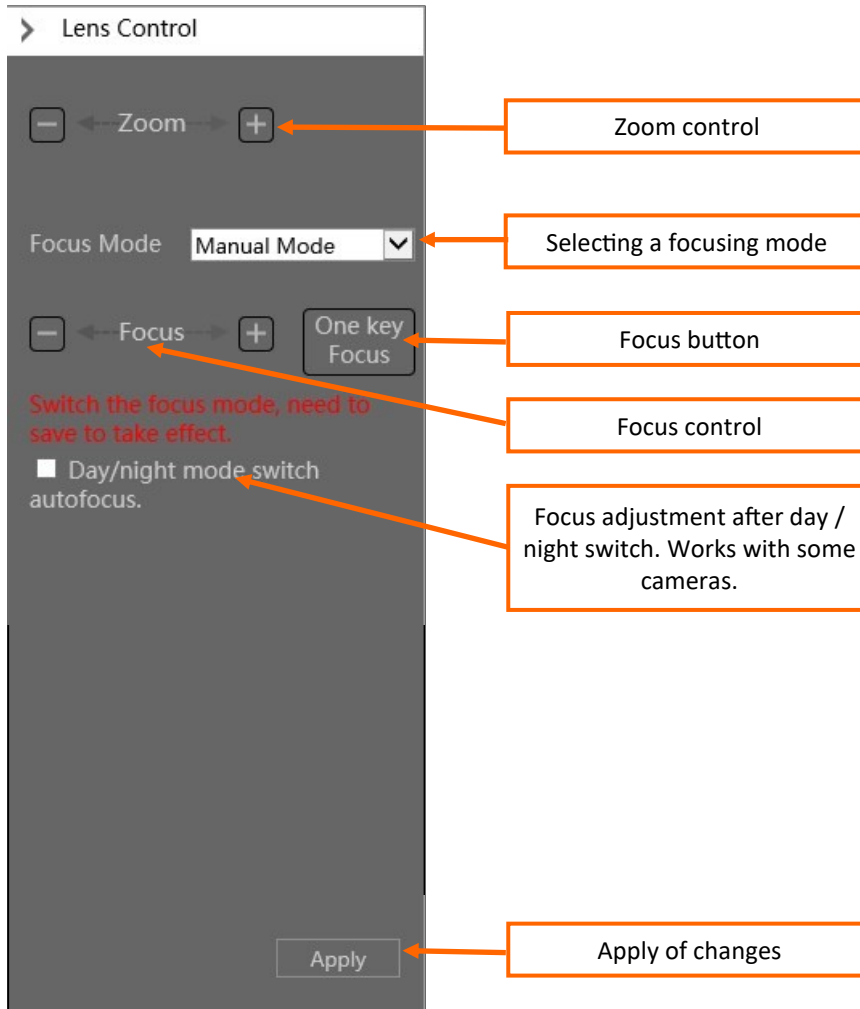 Lens Control
Zoom
Zoom control
Focus Mode Manual Mode
Selecting a focusing mode
Focus
One key
Focus
Focus button
Switch the focus mode, need to
save to take effect.
Focus control
Day/night mode switch
autofocus.
Focus adjustment after day /
night switch. Works with some
cameras.
Apply
Apply of changes